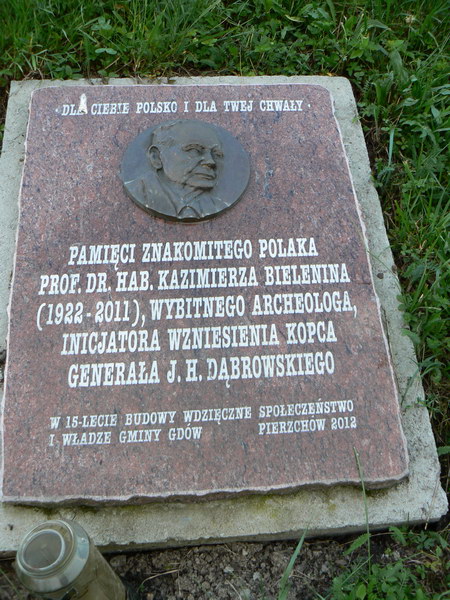 "DLA CIEBIE POLSKO I DLA TWEJ CHWAŁY"
PAMIĘCI ZNAKOMITEGO POLAKA
PROF. DR. HAB. KAZIMIERZA BIELENINA
(1922-2011), WYBITNEGO ARCHEOLOGA,
INICJATORA WZNIESIENIA KOPCA
GENERAŁA J. H. DĄBROWSKIEGO
W 15-LECIE BUDOWY WDZIĘCZNE SPOŁECZEŃSTWO
I WŁADZE GMINY GDÓW PIERZCHÓW 2012